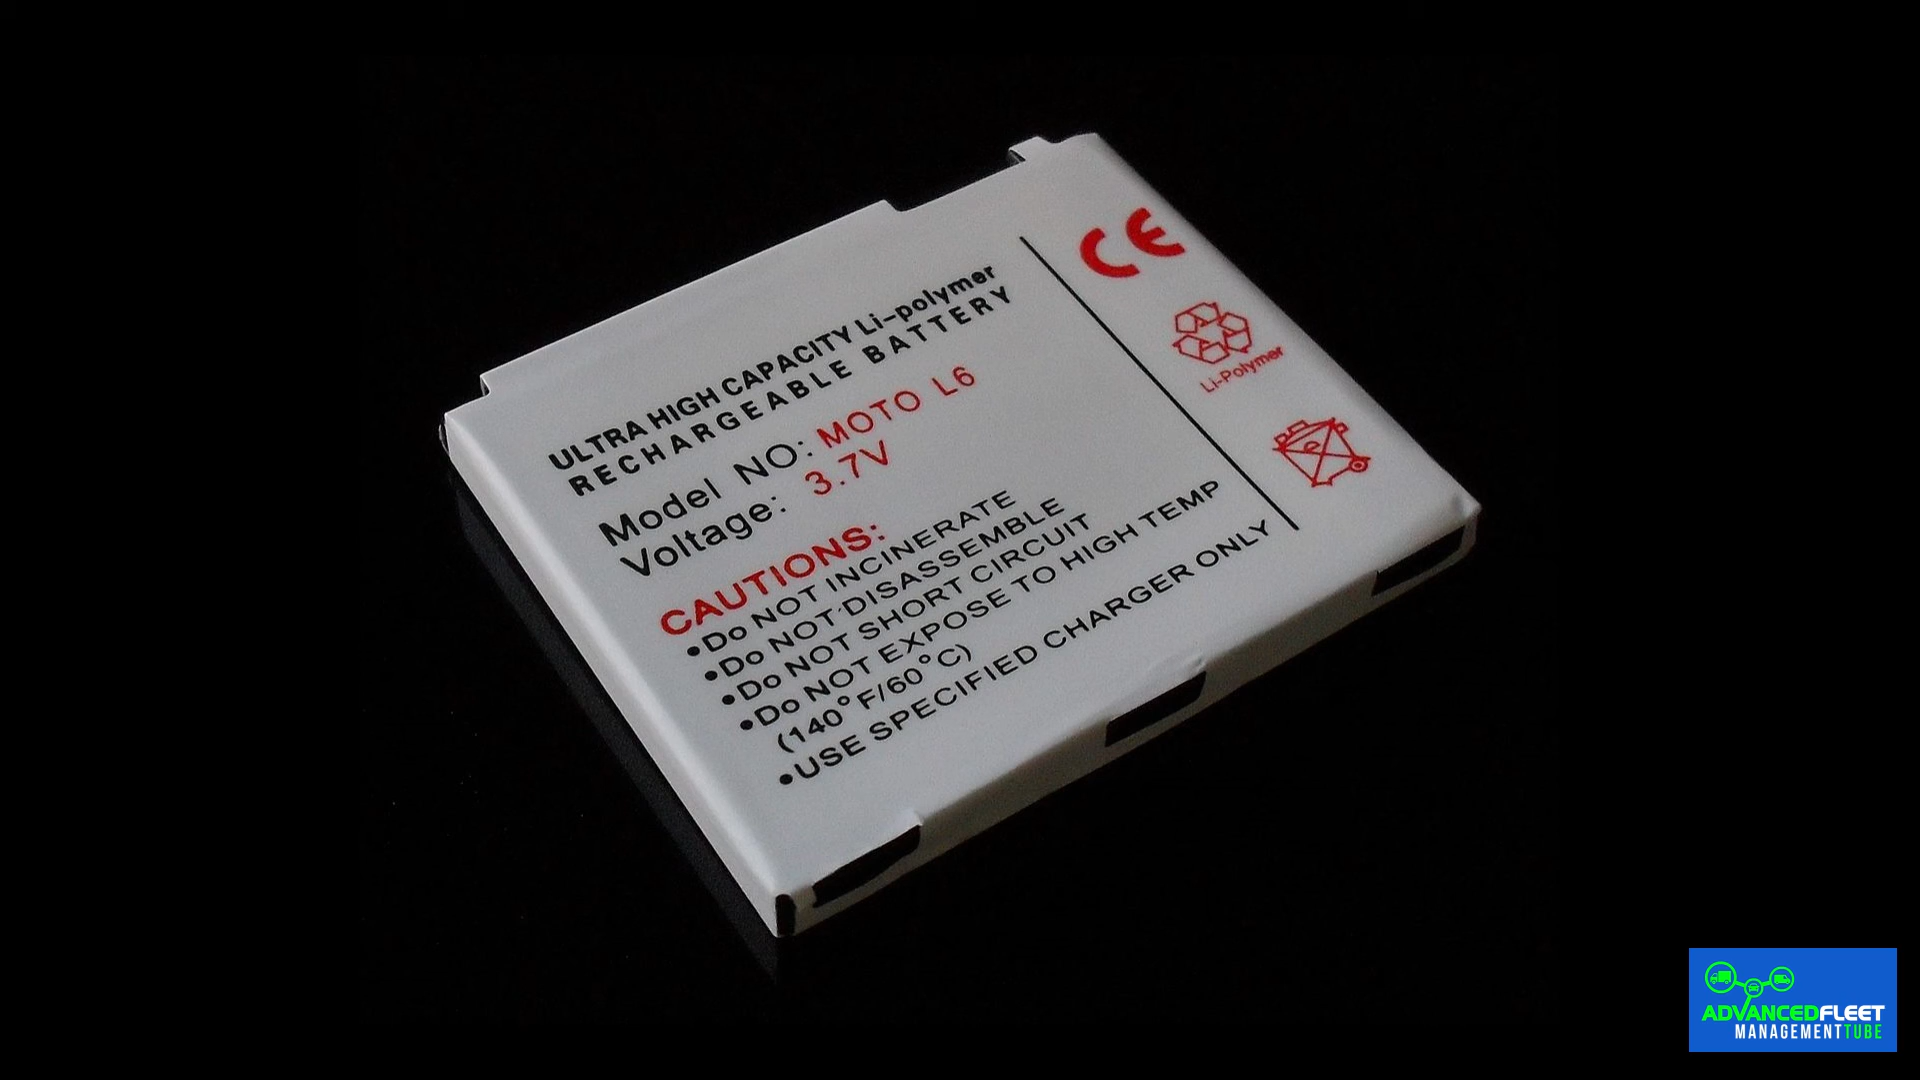 ULTRA HIGH CAPACITY Li-polymer
RECHARGEABLE BATTERY
Model NO: MOTO L6
Voltage: 3.7V
CAUTIONS:
•Do NOT INCINERATE
•Do NOT DISASSEMBLE
•Do NOT SHORT CIRCUIT
•Do NOT EXPOSE TO HIGH TEMP
(140°F/60°C)
•USE SPECIFIED CHARGER ONLY
CE
Li-Polymer
ADVANCEDFLEET
MANAGEMENTTUBE